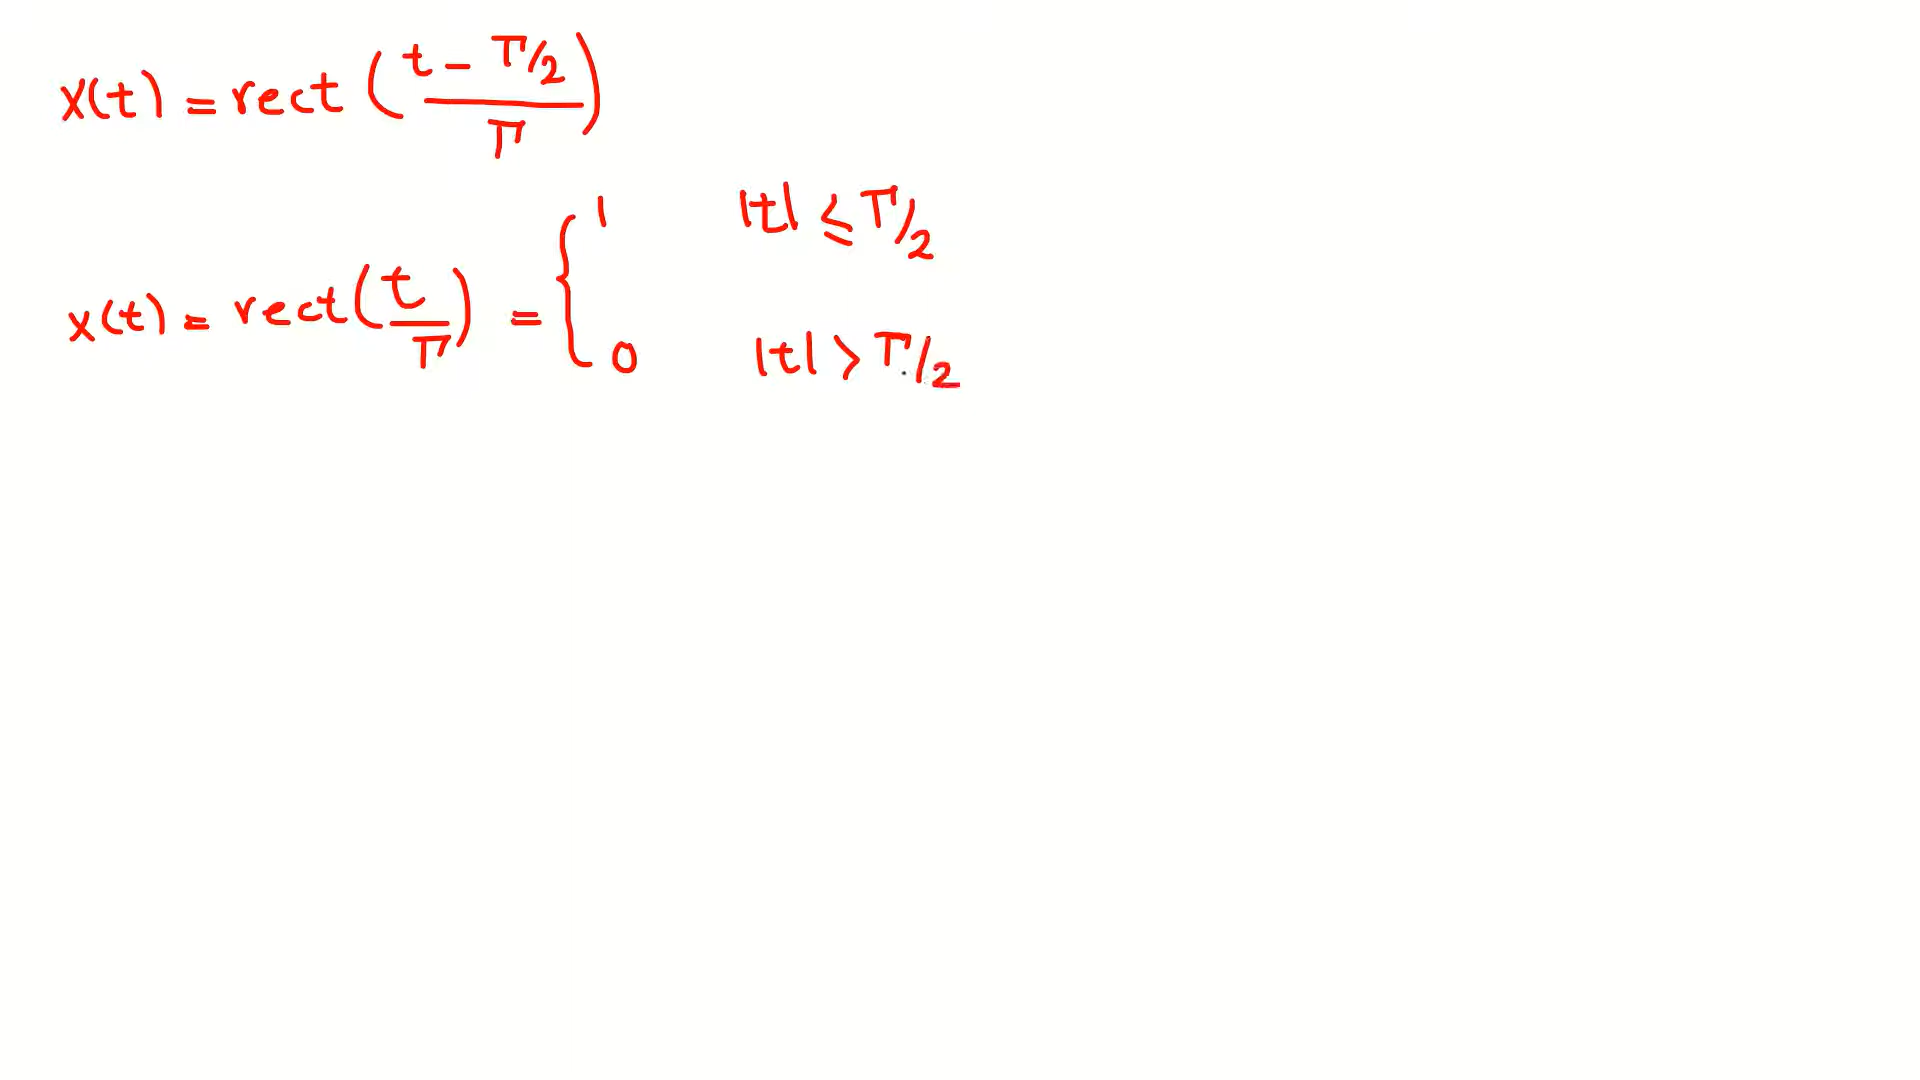 x(t) = rect ( (t - T/2) / T )
x(t) = rect ( t / T ) = { 1 |t| ≤ T/2
0 |t| > T/2